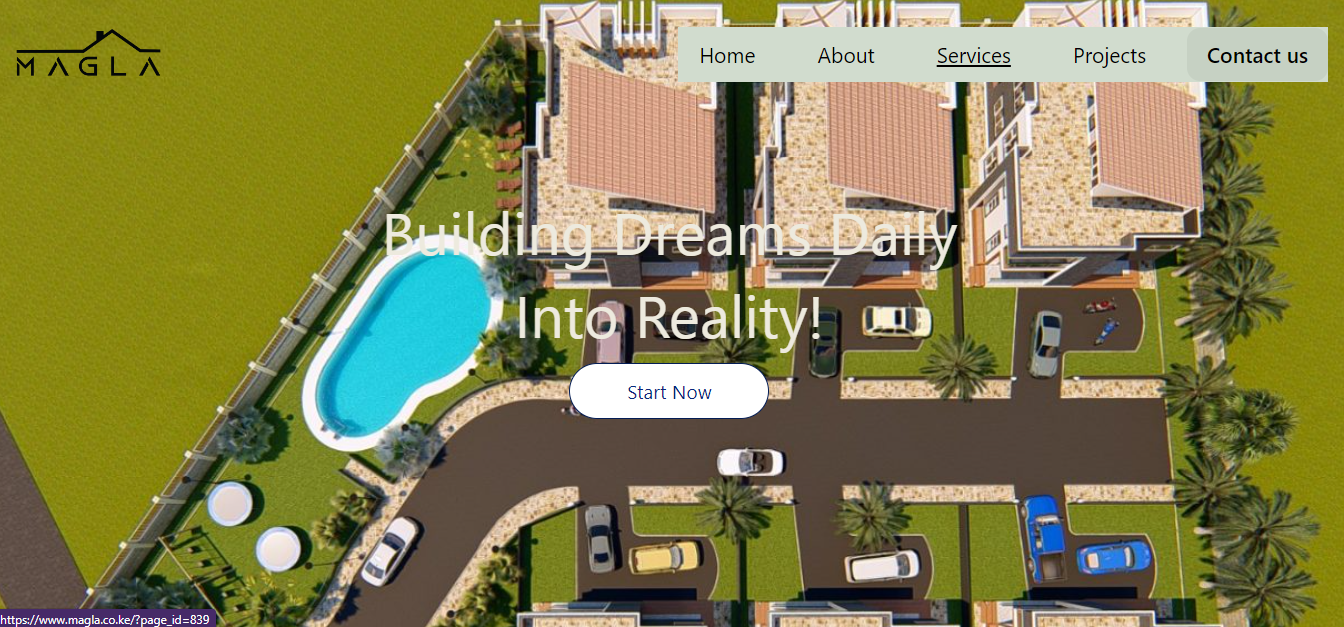 MAGLA
Home About Services Projects Contact us
Building Dreams Daily
Into Reality!
Start Now
https://www.magla.co.ke/?page_id=839